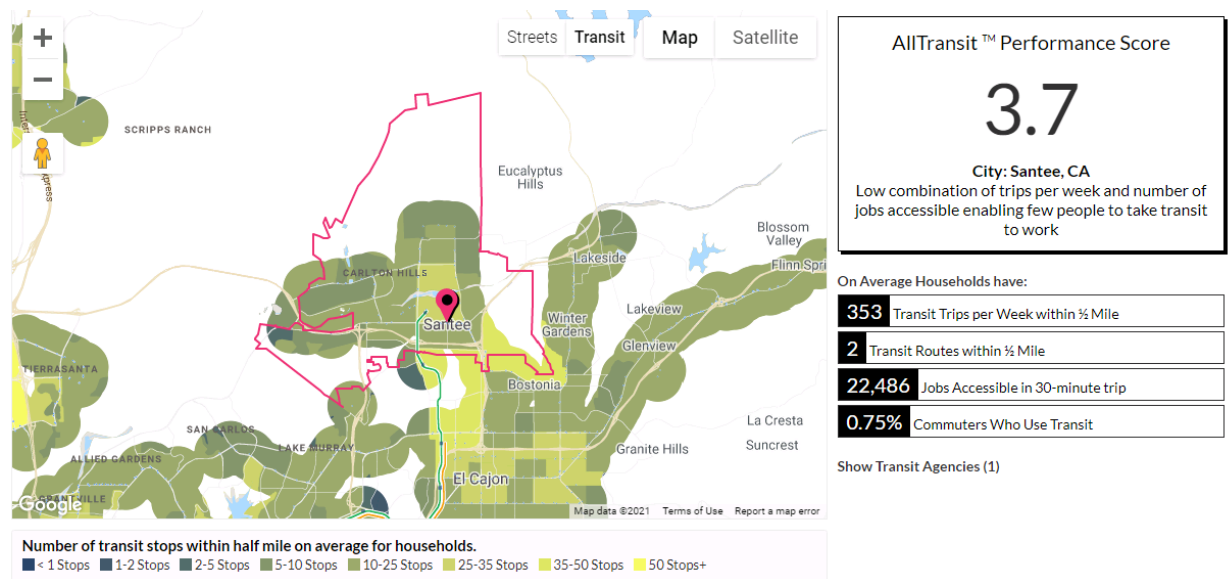 +
−
Streets
Transit
Map
Satellite
SCRIPPS RANCH
Eucalyptus
Hills
Blossom
Valley
Lakeside
Flinn Spri
CARLTON HILLS
Lakeview
Santee
Winter
Gardens
Glenview
TIERRASANTA
Bostonia
SAN CARLOS
La Cresta
LAKE MURRAY
Suncrest
Granite Hills
ALLIED GARDENS
El Cajon
GRANTVILLE
Google
Map data ©2021 Terms of Use Report a map error
Number of transit stops within half mile on average for households.
< 1 Stops 1-2 Stops 2-5 Stops 5-10 Stops 10-25 Stops 25-35 Stops 35-50 Stops 50 Stops+
AllTransit ™ Performance Score
3.7
City: Santee, CA
Low combination of trips per week and number of
jobs accessible enabling few people to take transit
to work
On Average Households have:
353 Transit Trips per Week within ½ Mile
2 Transit Routes within ½ Mile
22,486 Jobs Accessible in 30-minute trip
0.75% Commuters Who Use Transit
Show Transit Agencies (1)